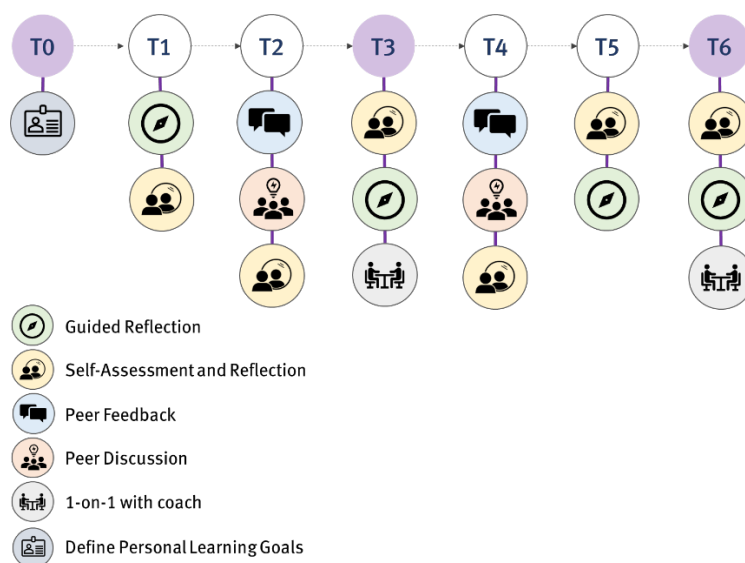 T0 T1 T2 T3 T4 T5 T6
Guided Reflection
Self-Assessment and Reflection
Peer Feedback
Peer Discussion
1-on-1 with coach
Define Personal Learning Goals